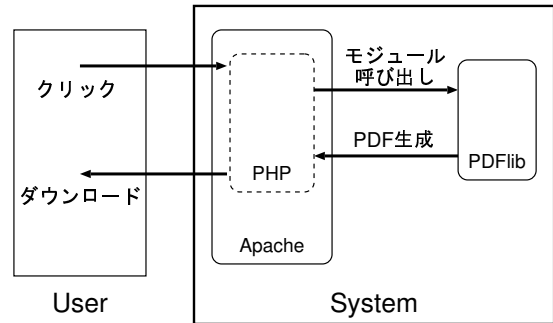 クリック
ダウンロード
User
モジュール
呼び出し
PDF生成
PHP
Apache
PDFlib
System